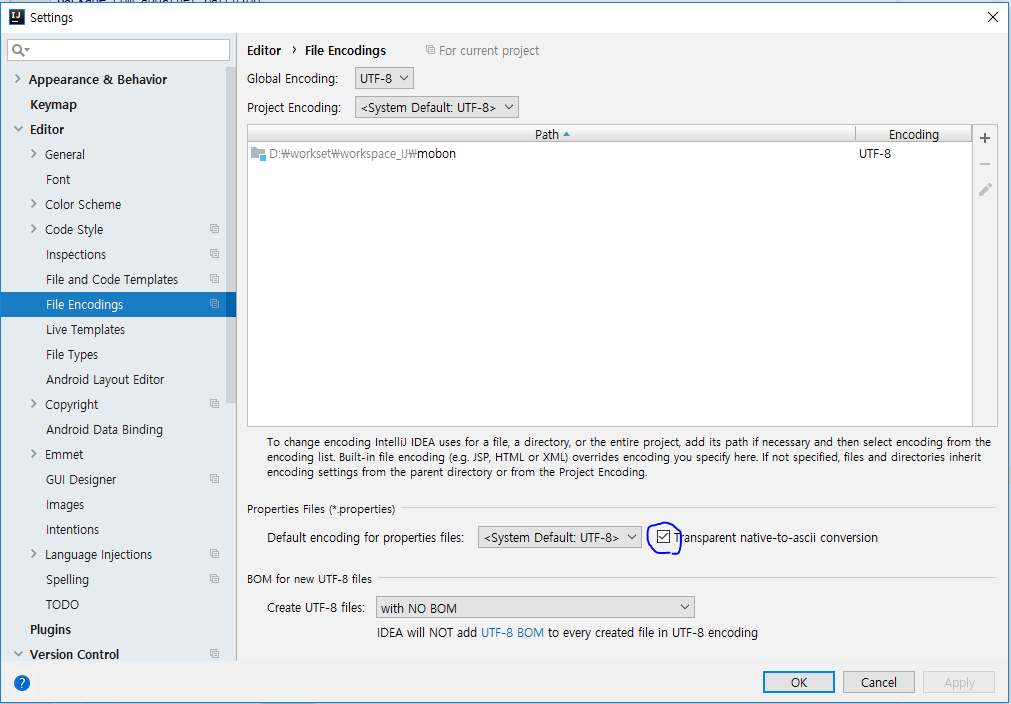 Settings
Appearance & Behavior
Keymap
Editor
General
Font
Color Scheme
Code Style
Inspections
File and Code Templates
File Encodings
Live Templates
File Types
Android Layout Editor
Copyright
Android Data Binding
Emmet
GUI Designer
Images
Intentions
Language Injections
Spelling
TODO
Plugins
Version Control
Editor › File Encodings For current project
Global Encoding: UTF-8
Project Encoding: <System Default: UTF-8>
Path Encoding
D:₩workset₩workspace_IJ₩mobon UTF-8
To change encoding IntelliJ IDEA uses for a file, a directory, or the entire project, add its path if necessary and then select encoding from the
encoding list. Built-in file encoding (e.g. JSP, HTML or XML) overrides encoding you specify here. If not specified, files and directories inherit
encoding settings from the parent directory or from the Project Encoding.
Properties Files (*.properties)
Default encoding for properties files: <System Default: UTF-8> Transparent native-to-ascii conversion
BOM for new UTF-8 files
Create UTF-8 files: with NO BOM
IDEA will NOT add UTF-8 BOM to every created file in UTF-8 encoding
? OK Cancel Apply